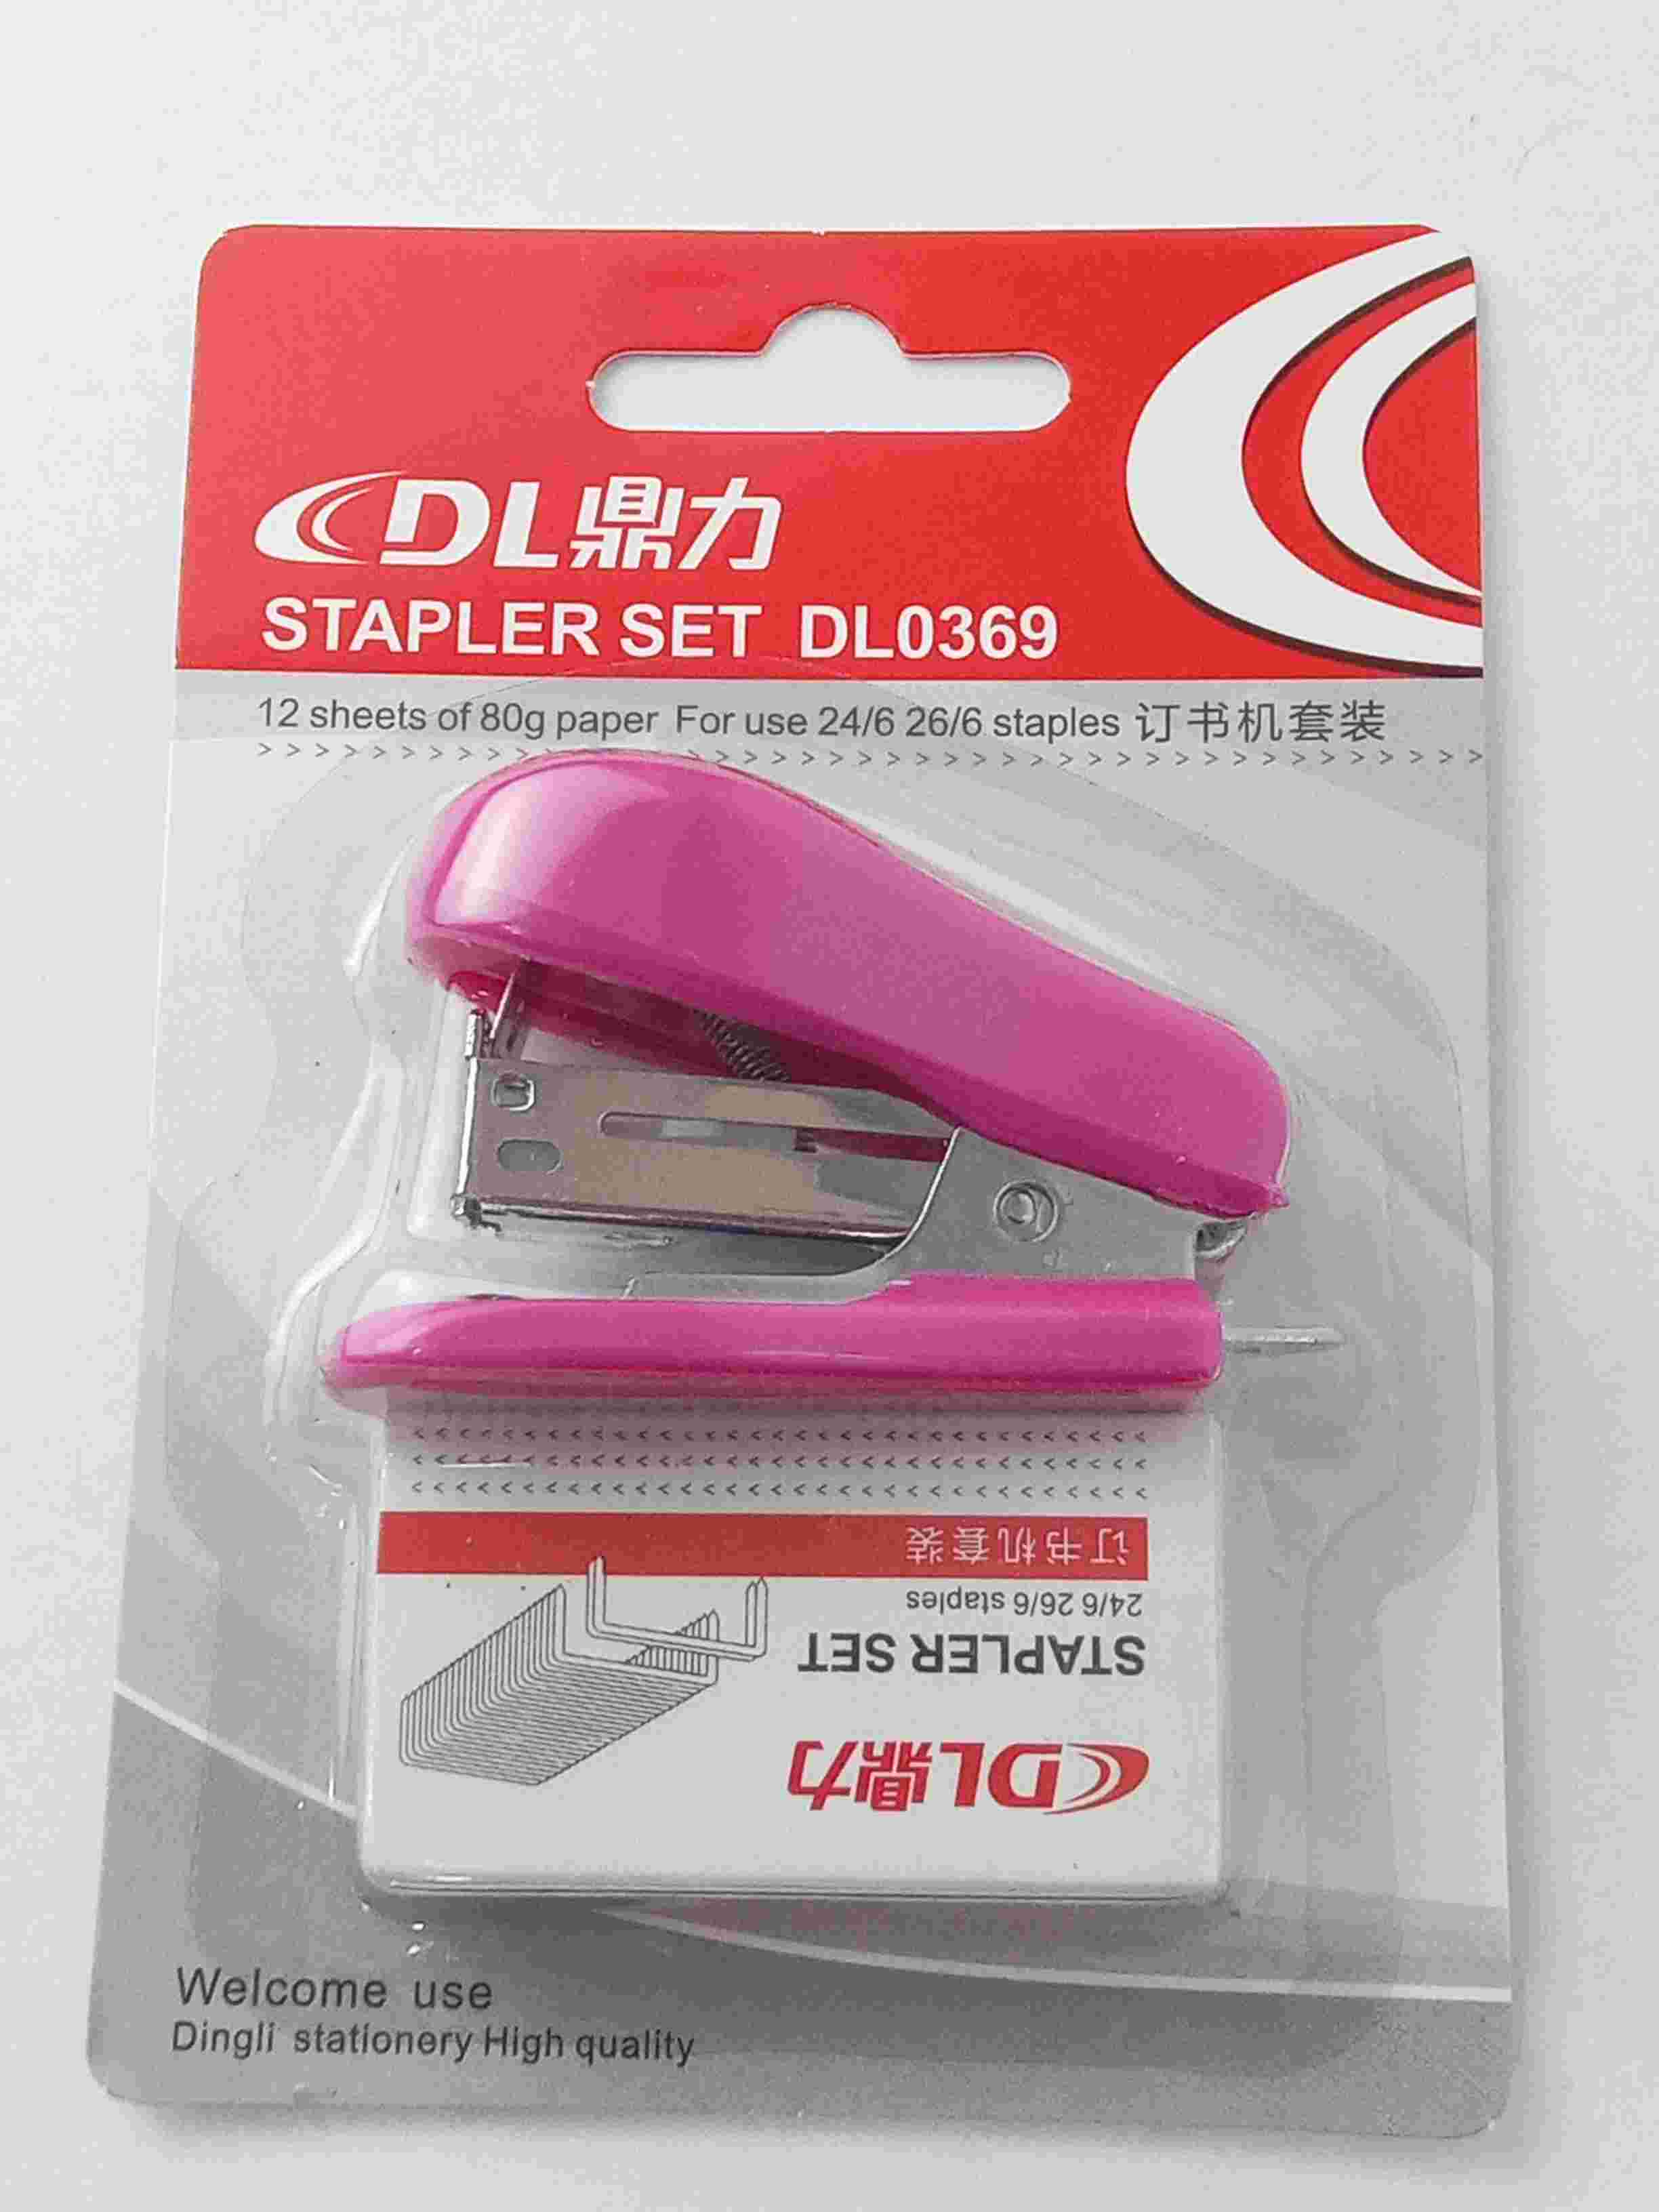 DL鼎力
STAPLER SET DL0369
12 sheets of 80g paper For use 24/6 26/6 staples 订书机套装
> > > > > > > > > > > > > > > > > > > > > > > > > > > > > > > > > > > > > > > > > >
订书机套装
24/6 26/6 staples
STAPLER SET
DL鼎力
Welcome use
Dingli stationery High quality